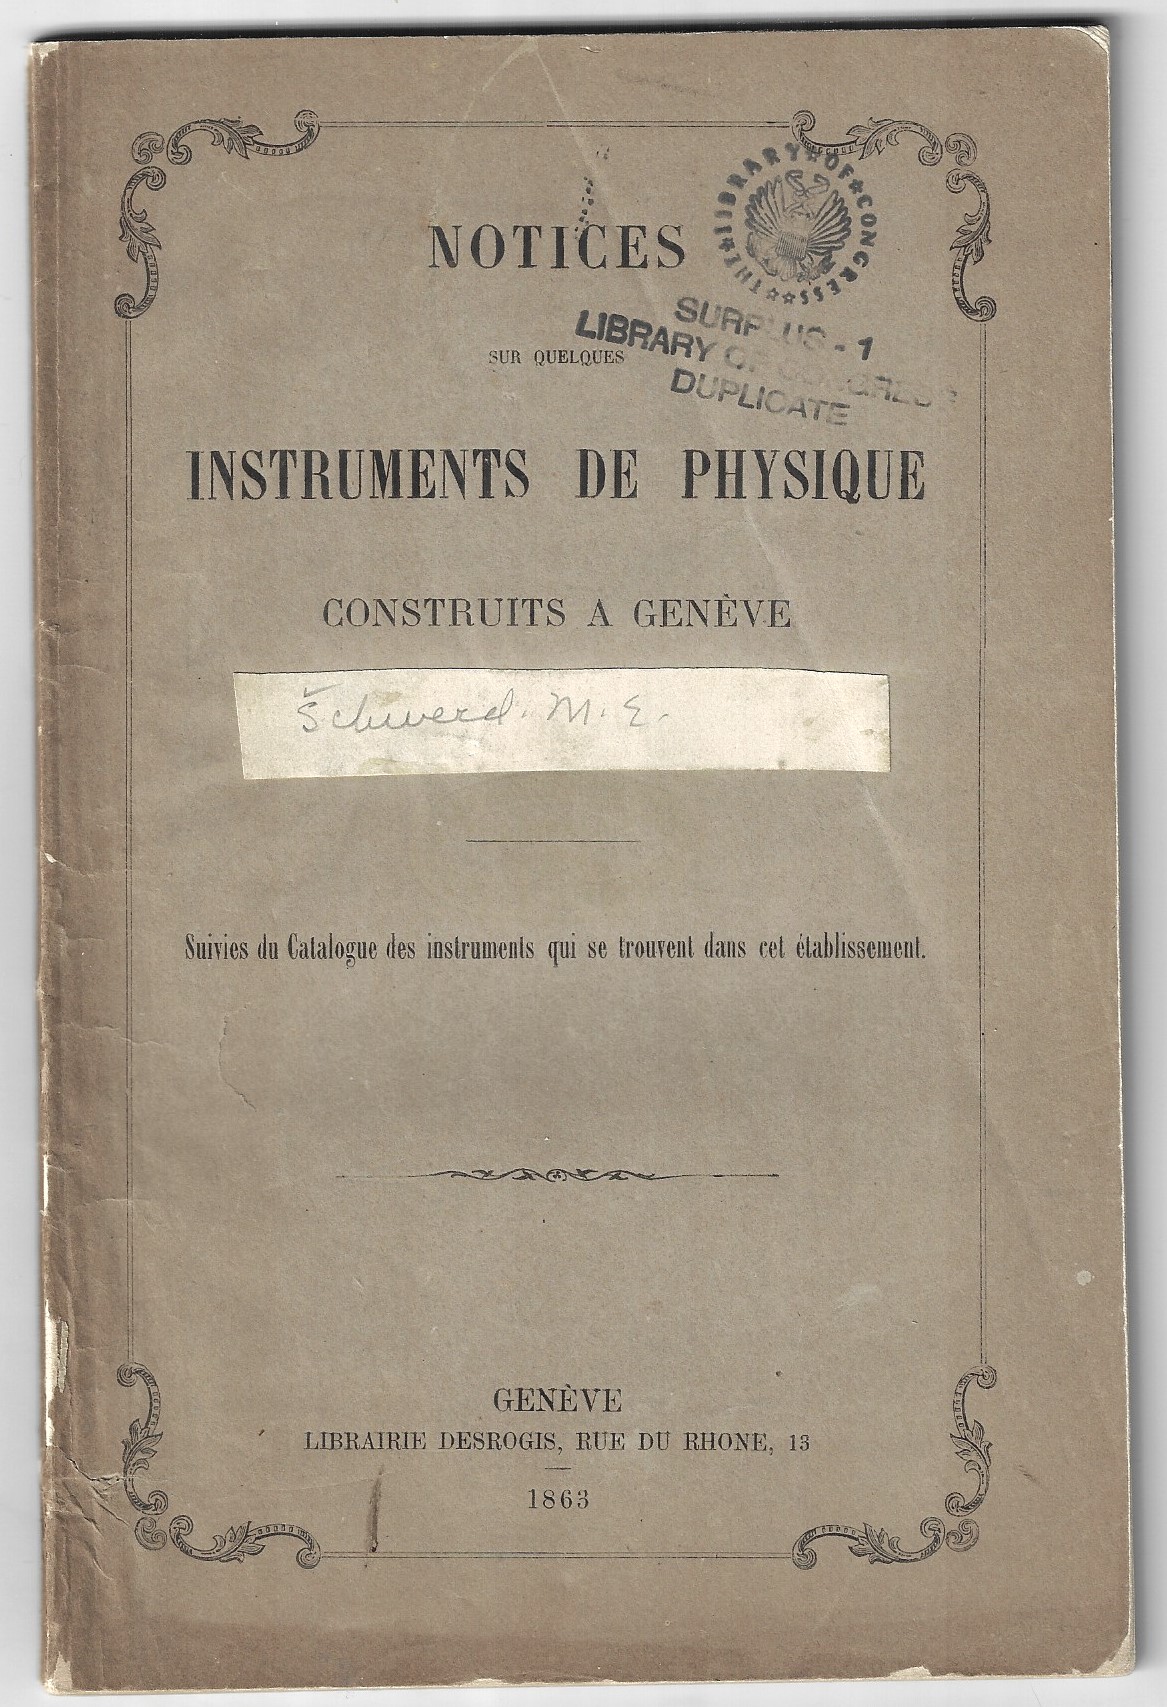 NOTICES
THE★LIBRARY★OF★CONGRESS★★
SURPLUS - 1
LIBRARY OF CONGRESS
DUPLICATE
SUR QUELQUES
INSTRUMENTS DE PHYSIQUE
CONSTRUITS A GENÈVE
Schwerd. M. E.
Suivies du Catalogue des instruments qui se trouvent dans cet établissement.
GENÈVE
LIBRAIRIE DESROGIS, RUE DU RHONE, 13
1863